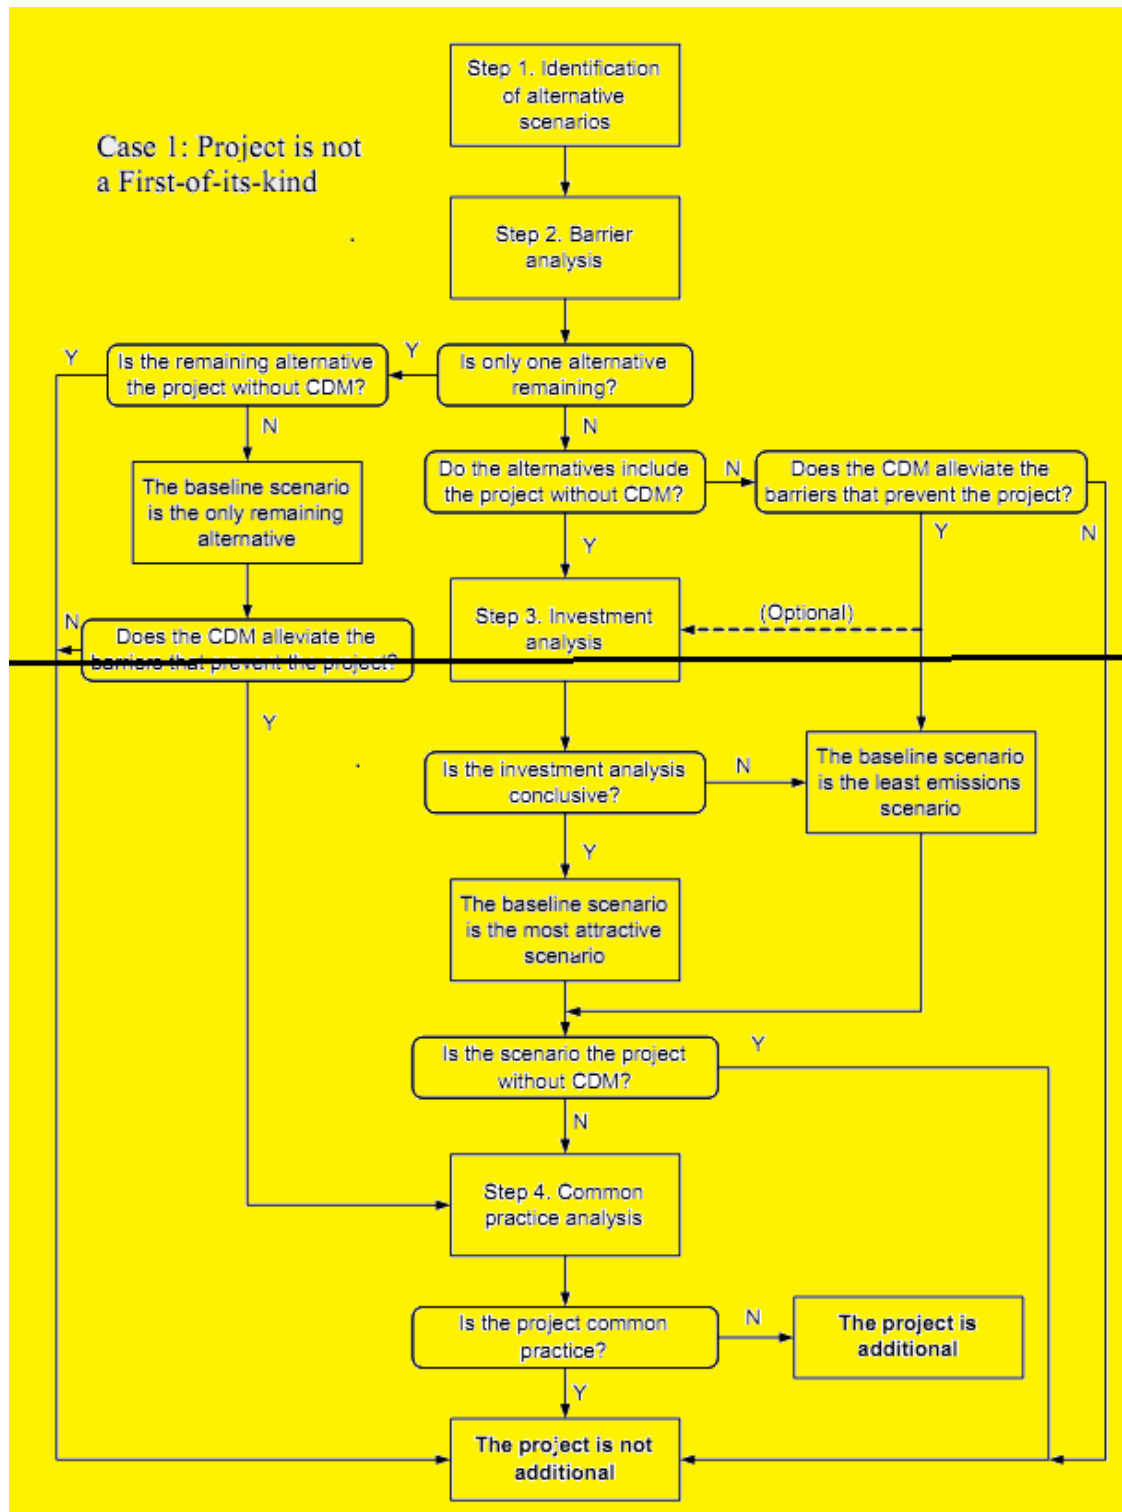 Step 1. Identification
of alternative
scenarios
Case 1: Project is not
a First-of-its-kind
Step 2. Barrier
analysis
Y
Is the remaining alternative
the project without CDM?
Y
Is only one alternative
remaining?
N
N
The baseline scenario
is the only remaining
alternative
Do the alternatives include
the project without CDM?
N
Does the CDM alleviate the
barriers that prevent the project?
Y
Y
N
Step 3. Investment
analysis
(Optional)
N
Does the CDM alleviate the
barriers that prevent the project?
Y
Is the investment analysis
conclusive?
N
The baseline scenario
is the least emissions
scenario
Y
The baseline scenario
is the most attractive
scenario
Is the scenario the project
without CDM?
Y
N
Step 4. Common
practice analysis
Is the project common
practice?
N
The project is
additional
Y
The project is not
additional